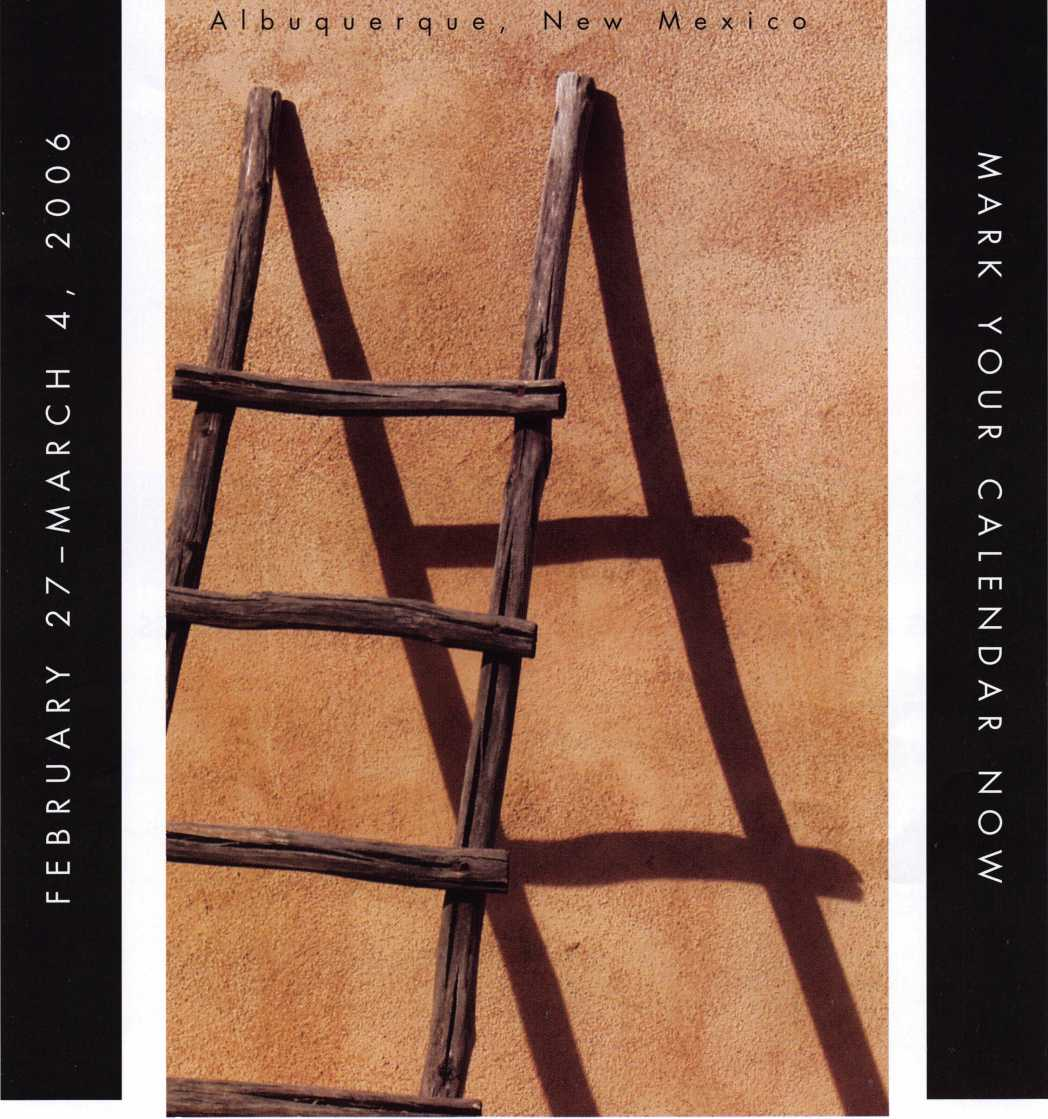 Albuquerque, New Mexico
FEBRUARY 27–MARCH 4, 2006
MARK YOUR CALENDAR NOW